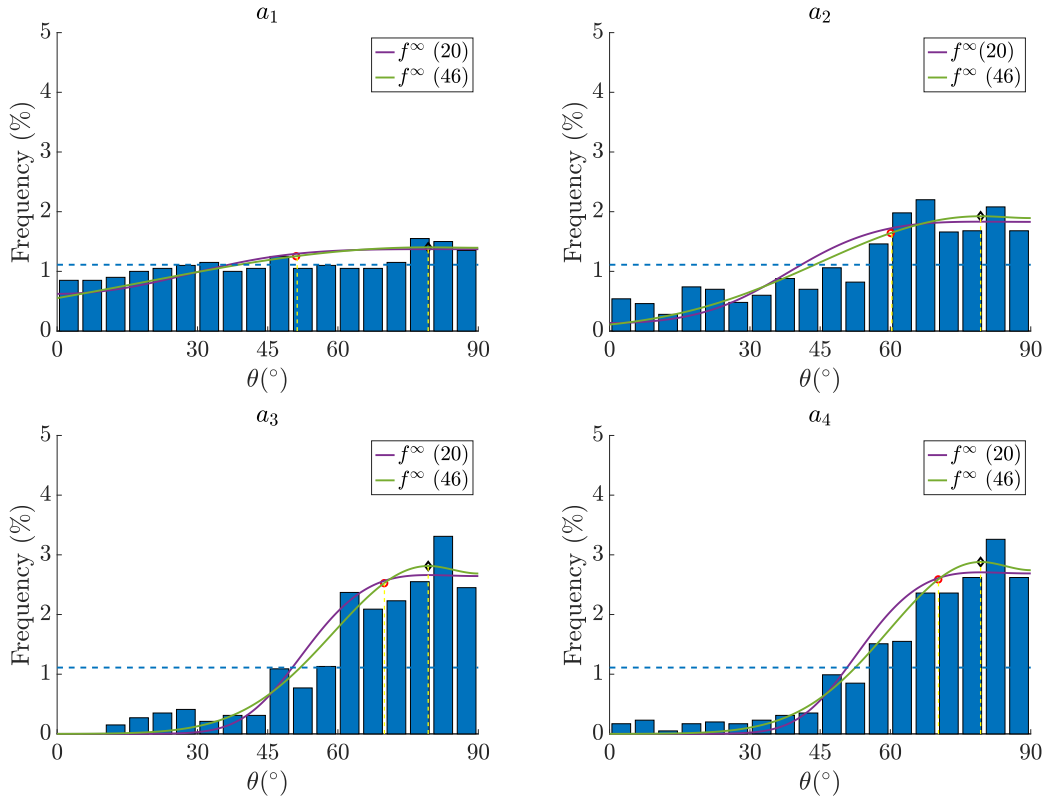 a₁
5
4
3
2
1
0
Frequency (%)
f^∞ (20)
f^∞ (46)
0 30 45 60 90
θ(°)
a₂
5
4
3
2
1
0
Frequency (%)
f^∞(20)
f^∞ (46)
0 30 45 60 90
θ(°)
a₃
5
4
3
2
1
0
Frequency (%)
f^∞ (20)
f^∞ (46)
0 30 45 60 90
θ(°)
a₄
5
4
3
2
1
0
Frequency (%)
f^∞ (20)
f^∞ (46)
0 30 45 60 90
θ(°)